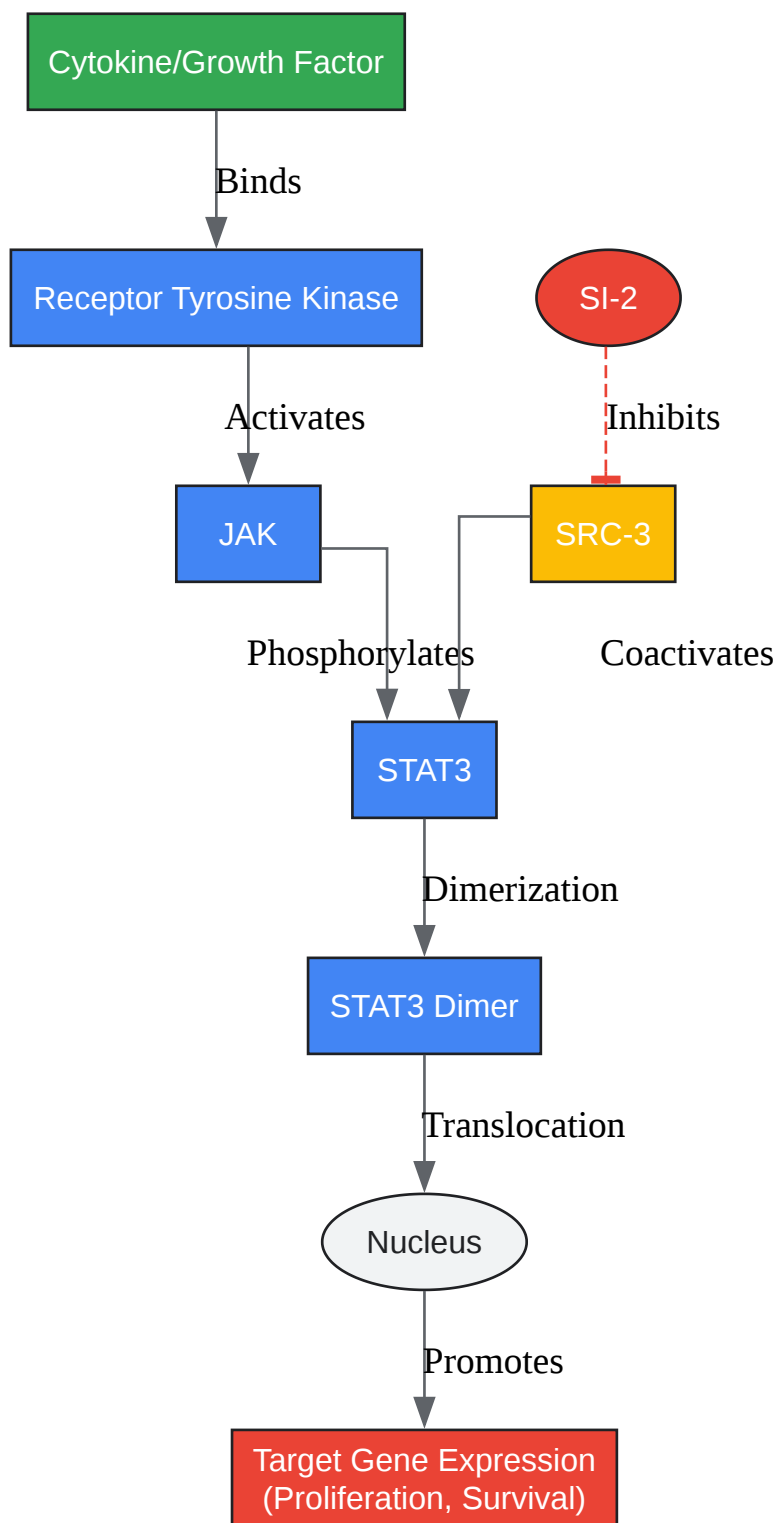 Cytokine/Growth Factor
Binds
Receptor Tyrosine Kinase
SI-2
Activates
Inhibits
JAK
SRC-3
Phosphorylates
Coactivates
STAT3
Dimerization
STAT3 Dimer
Translocation
Nucleus
Promotes
Target Gene Expression
(Proliferation, Survival)